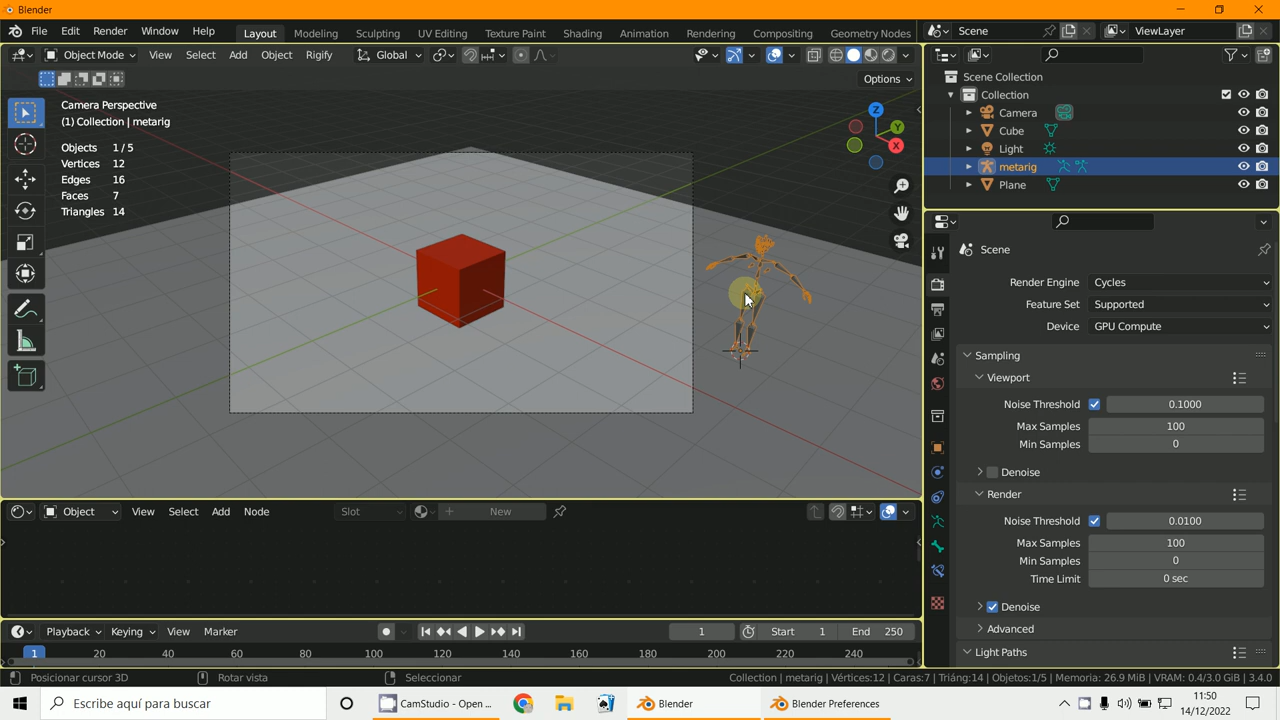 Blender
File Edit Render Window Help Layout Modeling Sculpting UV Editing Texture Paint Shading Animation Rendering Compositing Geometry Nodes Scene ViewLayer
Object Mode View Select Add Object Rigify Global
Options
Camera Perspective
(1) Collection | metarig
Objects 1 / 5
Vertices 12
Edges 16
Faces 7
Triangles 14
Z
Y
X
Scene Collection
Collection
Camera
Cube
Light
metarig
Plane
Scene
Render Engine Cycles
Feature Set Supported
Device GPU Compute
Sampling
Viewport
Noise Threshold 0.1000
Max Samples 100
Min Samples 0
Denoise
Render
Noise Threshold 0.0100
Max Samples 100
Min Samples 0
Time Limit 0 sec
Denoise
Advanced
Light Paths
Object View Select Add Node Slot New
Playback Keying View Marker 1 Start 1 End 250
1 20 40 60 80 100 120 140 160 180 200 220 240
Posicionar cursor 3D Rotar vista Seleccionar Collection | metarig | Vértices:12 | Caras:7 | Triáng:14 | Objetos:1/5 | Memoria: 26.9 MiB | VRAM: 0.4/3.0 GiB | 3.4.0
Escribe aquí para buscar CamStudio - Open ... Blender Blender Preferences 11:50
14/12/2022